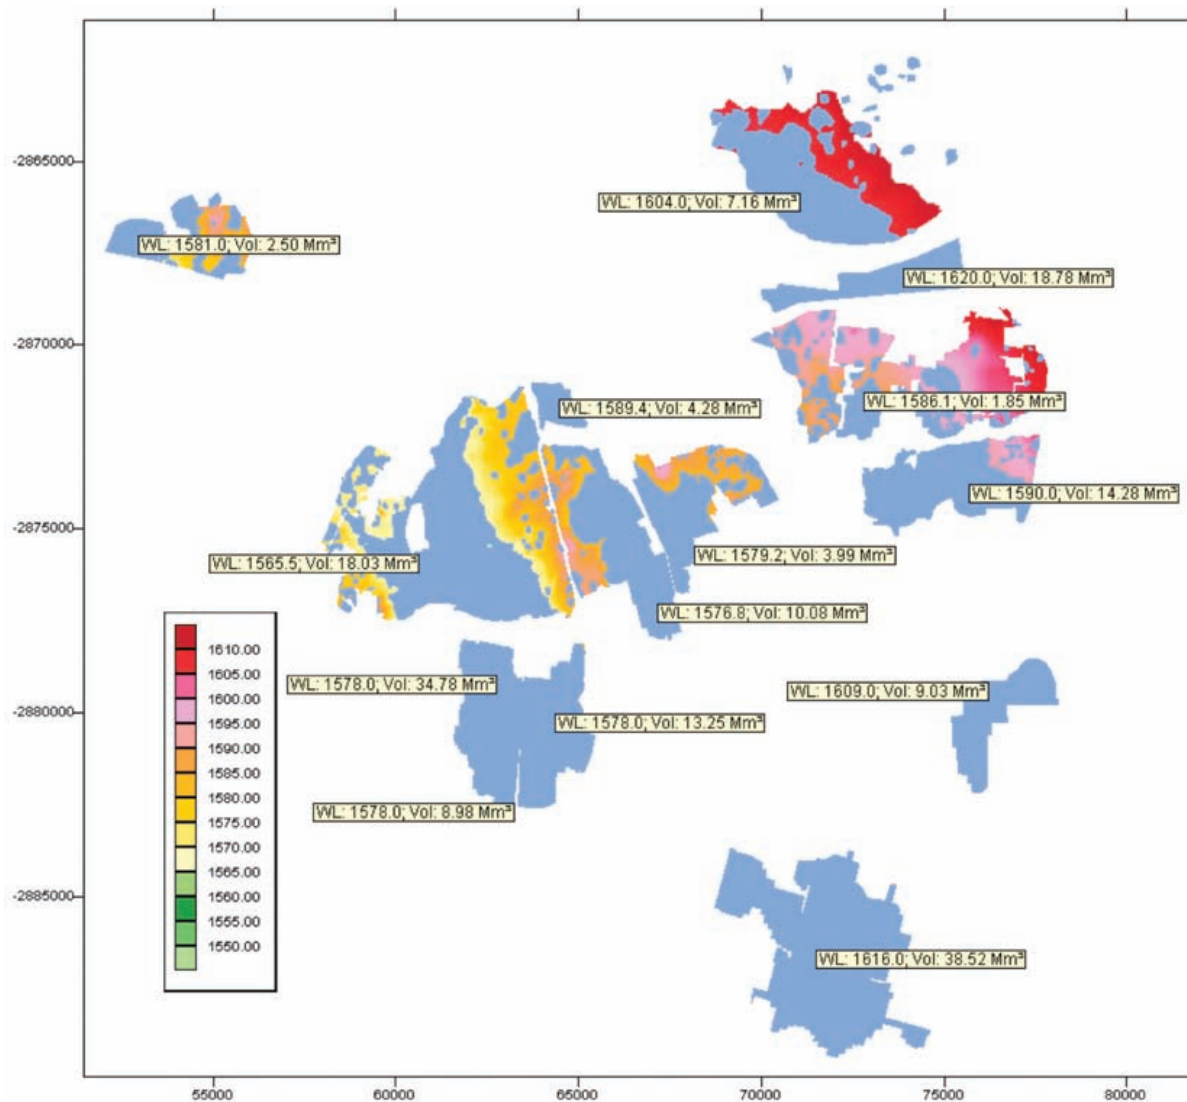 -2865000
-2870000
-2875000
-2880000
-2885000
WL: 1604.0; Vol: 7.16 Mm³
WL: 1581.0; Vol: 2.50 Mm³
WL: 1620.0; Vol: 18.78 Mm³
WL: 1586.1; Vol: 1.85 Mm³
WL: 1589.4; Vol: 4.28 Mm³
WL: 1590.0; Vol: 14.28 Mm³
WL: 1579.2; Vol: 3.99 Mm³
WL: 1565.5; Vol: 18.03 Mm³
WL: 1576.8; Vol: 10.08 Mm³
WL: 1578.0; Vol: 34.78 Mm³
WL: 1609.0; Vol: 9.03 Mm³
WL: 1578.0; Vol: 13.25 Mm³
WL: 1578.0; Vol: 8.98 Mm³
WL: 1616.0; Vol: 38.52 Mm³
1610.00
1605.00
1600.00
1595.00
1590.00
1585.00
1580.00
1575.00
1570.00
1565.00
1560.00
1555.00
1550.00
55000
60000
65000
70000
75000
80000